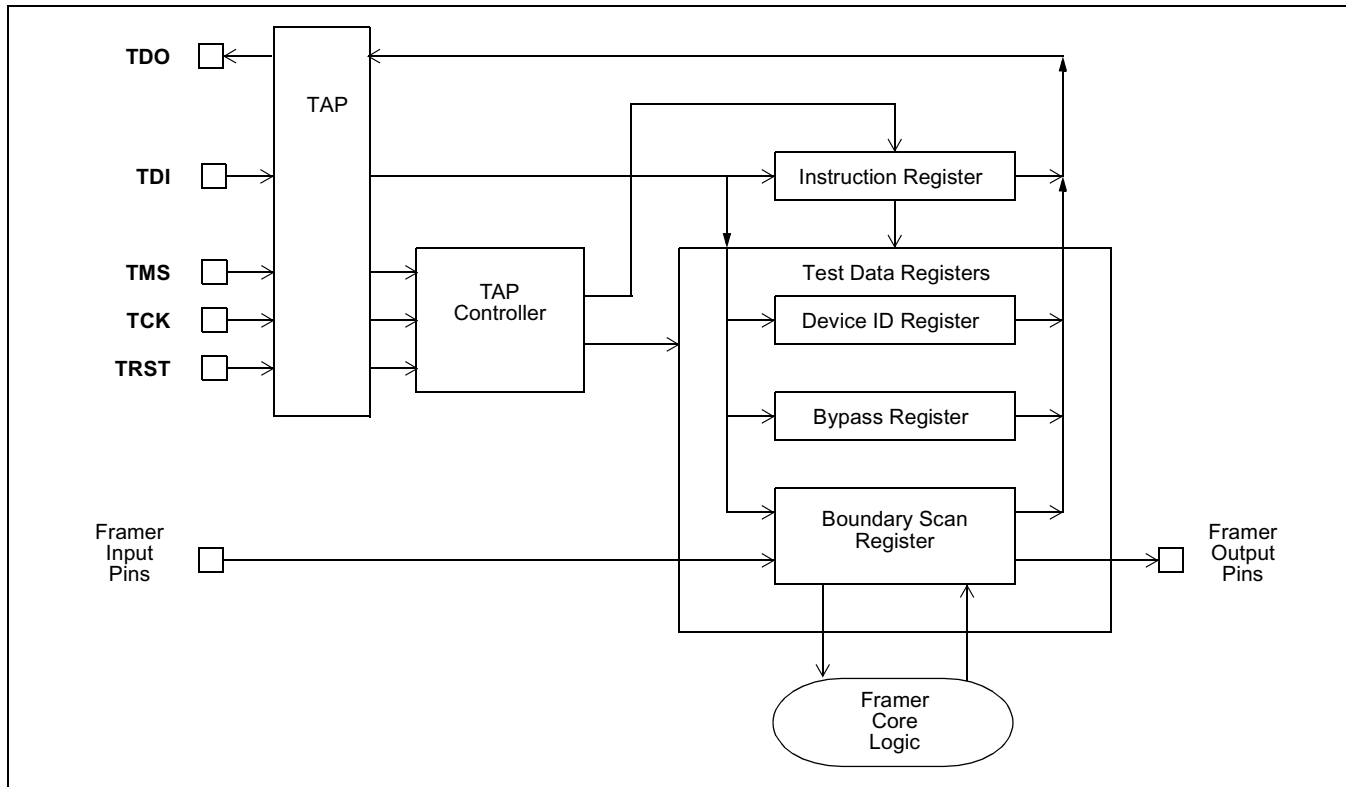 TDO
TAP
TDI
Instruction Register
TMS
TCK
TRST
TAP
Controller
Test Data Registers
Device ID Register
Bypass Register
Boundary Scan
Register
Framer
Input
Pins
Framer
Output
Pins
Framer
Core
Logic